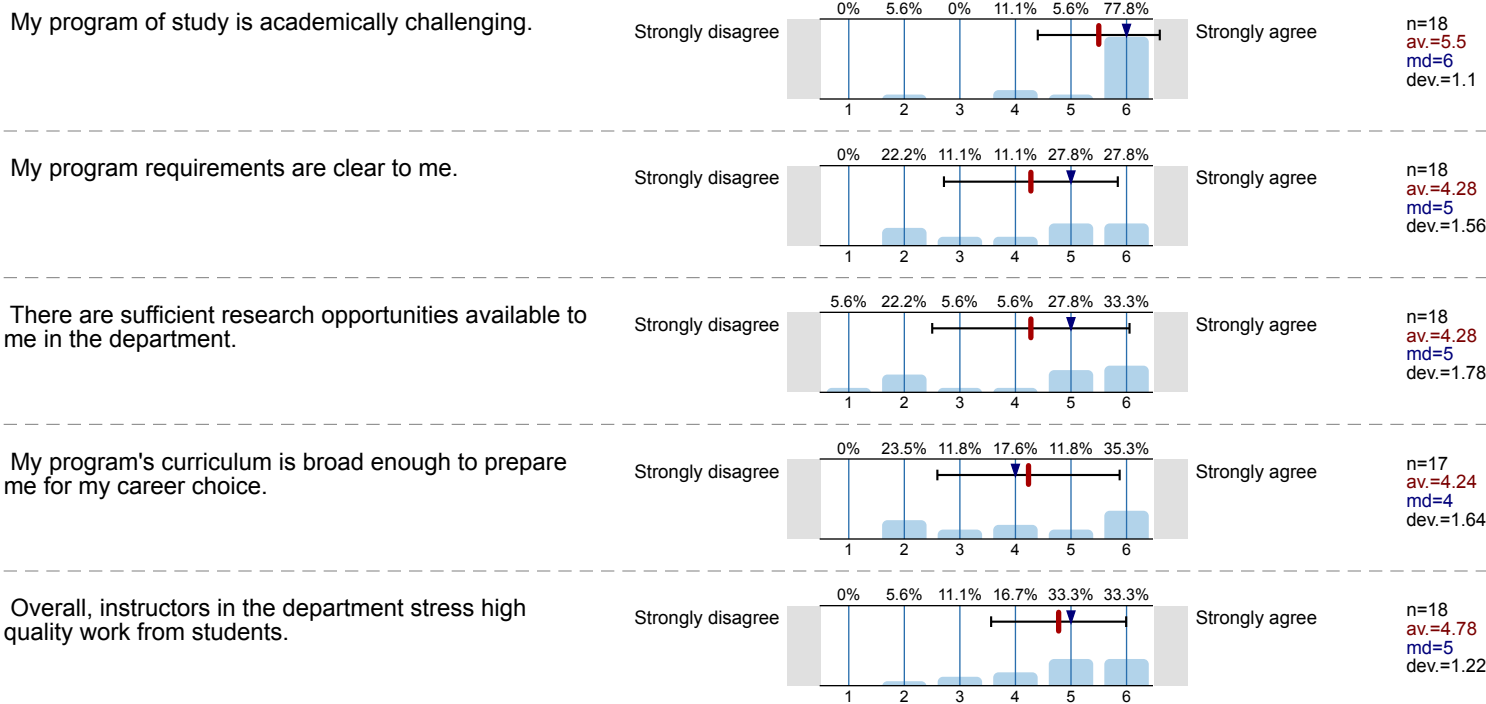 My program of study is academically challenging.
Strongly disagree
0% 5.6% 0% 11.1% 5.6% 77.8%
1 2 3 4 5 6
Strongly agree
n=18
av.=5.5
md=6
dev.=1.1
My program requirements are clear to me.
Strongly disagree
0% 22.2% 11.1% 11.1% 27.8% 27.8%
1 2 3 4 5 6
Strongly agree
n=18
av.=4.28
md=5
dev.=1.56
There are sufficient research opportunities available to
me in the department.
Strongly disagree
5.6% 22.2% 5.6% 5.6% 27.8% 33.3%
1 2 3 4 5 6
Strongly agree
n=18
av.=4.28
md=5
dev.=1.78
My program's curriculum is broad enough to prepare
me for my career choice.
Strongly disagree
0% 23.5% 11.8% 17.6% 11.8% 35.3%
1 2 3 4 5 6
Strongly agree
n=17
av.=4.24
md=4
dev.=1.64
Overall, instructors in the department stress high
quality work from students.
Strongly disagree
0% 5.6% 11.1% 16.7% 33.3% 33.3%
1 2 3 4 5 6
Strongly agree
n=18
av.=4.78
md=5
dev.=1.22